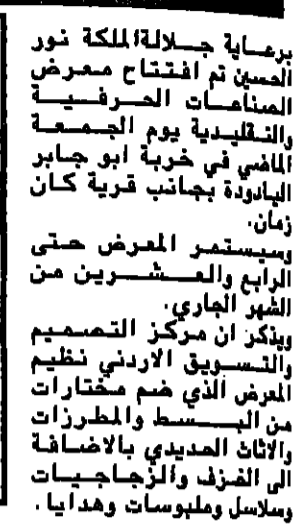 برعاية جلالة الملكة نور
الحسين تم افتتاح معرض
الصناعات الحرفية
والتقليدية يوم الجمعة
الماضي في خربة ابو جابر
اليادودة بجانب قرية كان
زمان.
وسيستمر المعرض حتى
الرابع والعشرين من
الشهر الجاري.
ويذكر ان مركز التصميم
والتسويق الاردني نظيم
المعرض الذي ضم مختارات
من البسط والمطرزات
والاثاث الحديدي بالاضافة
الى الخزف والزجاجيات
وسلاسل وملبوسات وهدايا.